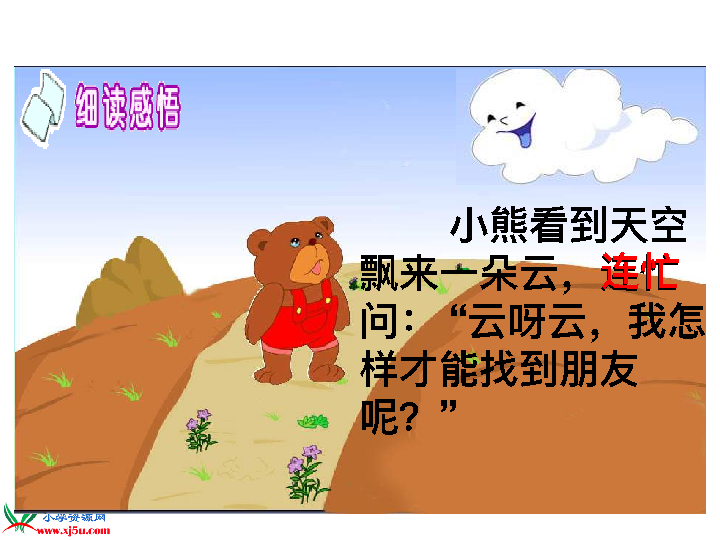 细读感悟
小熊看到天空
飘来一朵云，连忙
问：“云呀云，我怎
样才能找到朋友
呢？”
小学资源网
www.xj5u.com